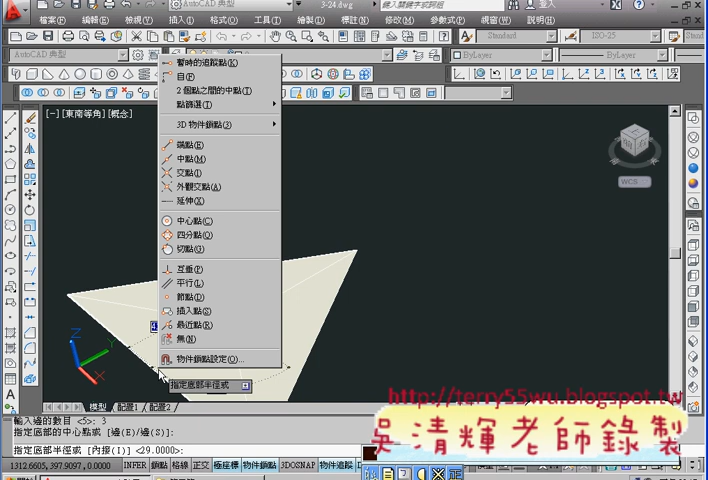 AutoCAD 典型
3-24.dwg
鍵入關鍵字或詞組
登入
檔案(F) 編輯(E) 檢視(V) 插入(I) 格式(O) 工具(T) 繪製(D) 標註(N) 修改(M) 參數式(P) 視窗(W) 說明(H)
Standard
ISO-25
AutoCAD 典型
ByLayer
ByLayer
[−][東南等角][概念]
暫時的追蹤點(K)
自(F)
2 個點之間的中點(T)
點篩選(T)
3D 物件鎖點(3)
端點(E)
中點(M)
交點(I)
外觀交點(A)
延伸(X)
中心點(C)
四分點(Q)
切點(G)
互垂(P)
平行(L)
節點(D)
插入點(S)
最近點(R)
無(N)
物件鎖點設定(O)...
WCS
Z
Y
X
指定底部半徑或
模型 配置1 配置2
http://terry55wu.blogspot.tw
吳清輝老師錄製
輸入邊的數目 <5>: 3
指定底部的中心點或 [邊(E)/邊(S)]:
指定底部半徑或 [內接(I)] <29.0000>:
1312.6605, 397.9097, 0.0000 INFER 鎖點 格線 正交 極座標 物件鎖點 3DOSNAP 物件追蹤